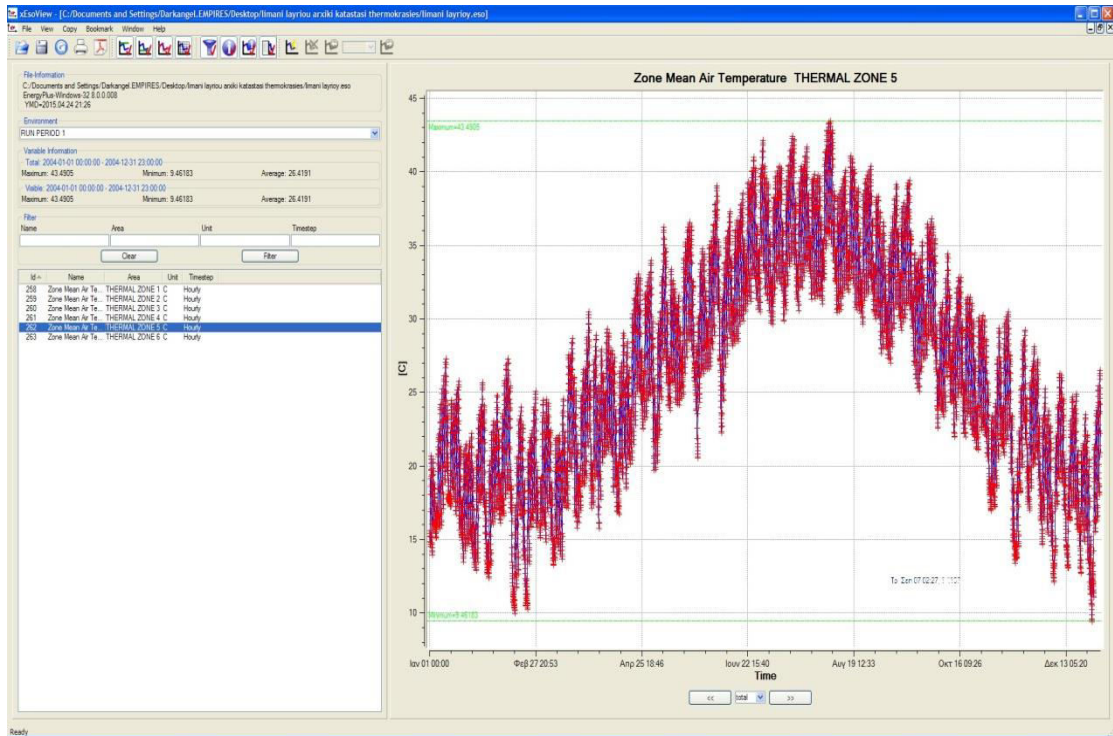 xEsoView - [C:/Documents and Settings/Darkangel.EMPIRES/Desktop/limani layriou arxiki katastasi thermokrasies/limani layrioy.eso]
File View Copy Bookmark Window Help
File-Information
C:/Documents and Settings/Darkangel.EMPIRES/Desktop/limani layriou arxiki katastasi thermokrasies/limani layrioy.eso
EnergyPlus-Windows-32 8.0.0.008
YMD=2015.04.24 21:26
Environment
RUN PERIOD 1
Variable Information
Total: 2004-01-01 00:00:00 - 2004-12-31 23:00:00
Maximum: 43.4905 Minimum: 9.46183 Average: 26.4191
Visible: 2004-01-01 00:00:00 - 2004-12-31 23:00:00
Maximum: 43.4905 Minimum: 9.46183 Average: 26.4191
Filter
Name Area Unit Timestep
Clear Filter
Id Name Area Unit Timestep
258 Zone Mean Air Te... THERMAL ZONE 1 C Hourly
259 Zone Mean Air Te... THERMAL ZONE 2 C Hourly
260 Zone Mean Air Te... THERMAL ZONE 3 C Hourly
261 Zone Mean Air Te... THERMAL ZONE 4 C Hourly
262 Zone Mean Air Te... THERMAL ZONE 5 C Hourly
263 Zone Mean Air Te... THERMAL ZONE 6 C Hourly
Zone Mean Air Temperature THERMAL ZONE 5
45
Maximum=43.4905
40
35
30
[C]
25
20
15
Το Σεπ 07 02:27
10
Minimum=9.46183
Ιαν 01 00:00 Φεβ 27 20:53 Απρ 25 18:46 Ιουν 22 15:40 Αυγ 19 12:33 Οκτ 16 09:26 Δεκ 13 05:20
Time
<< total >>
Ready